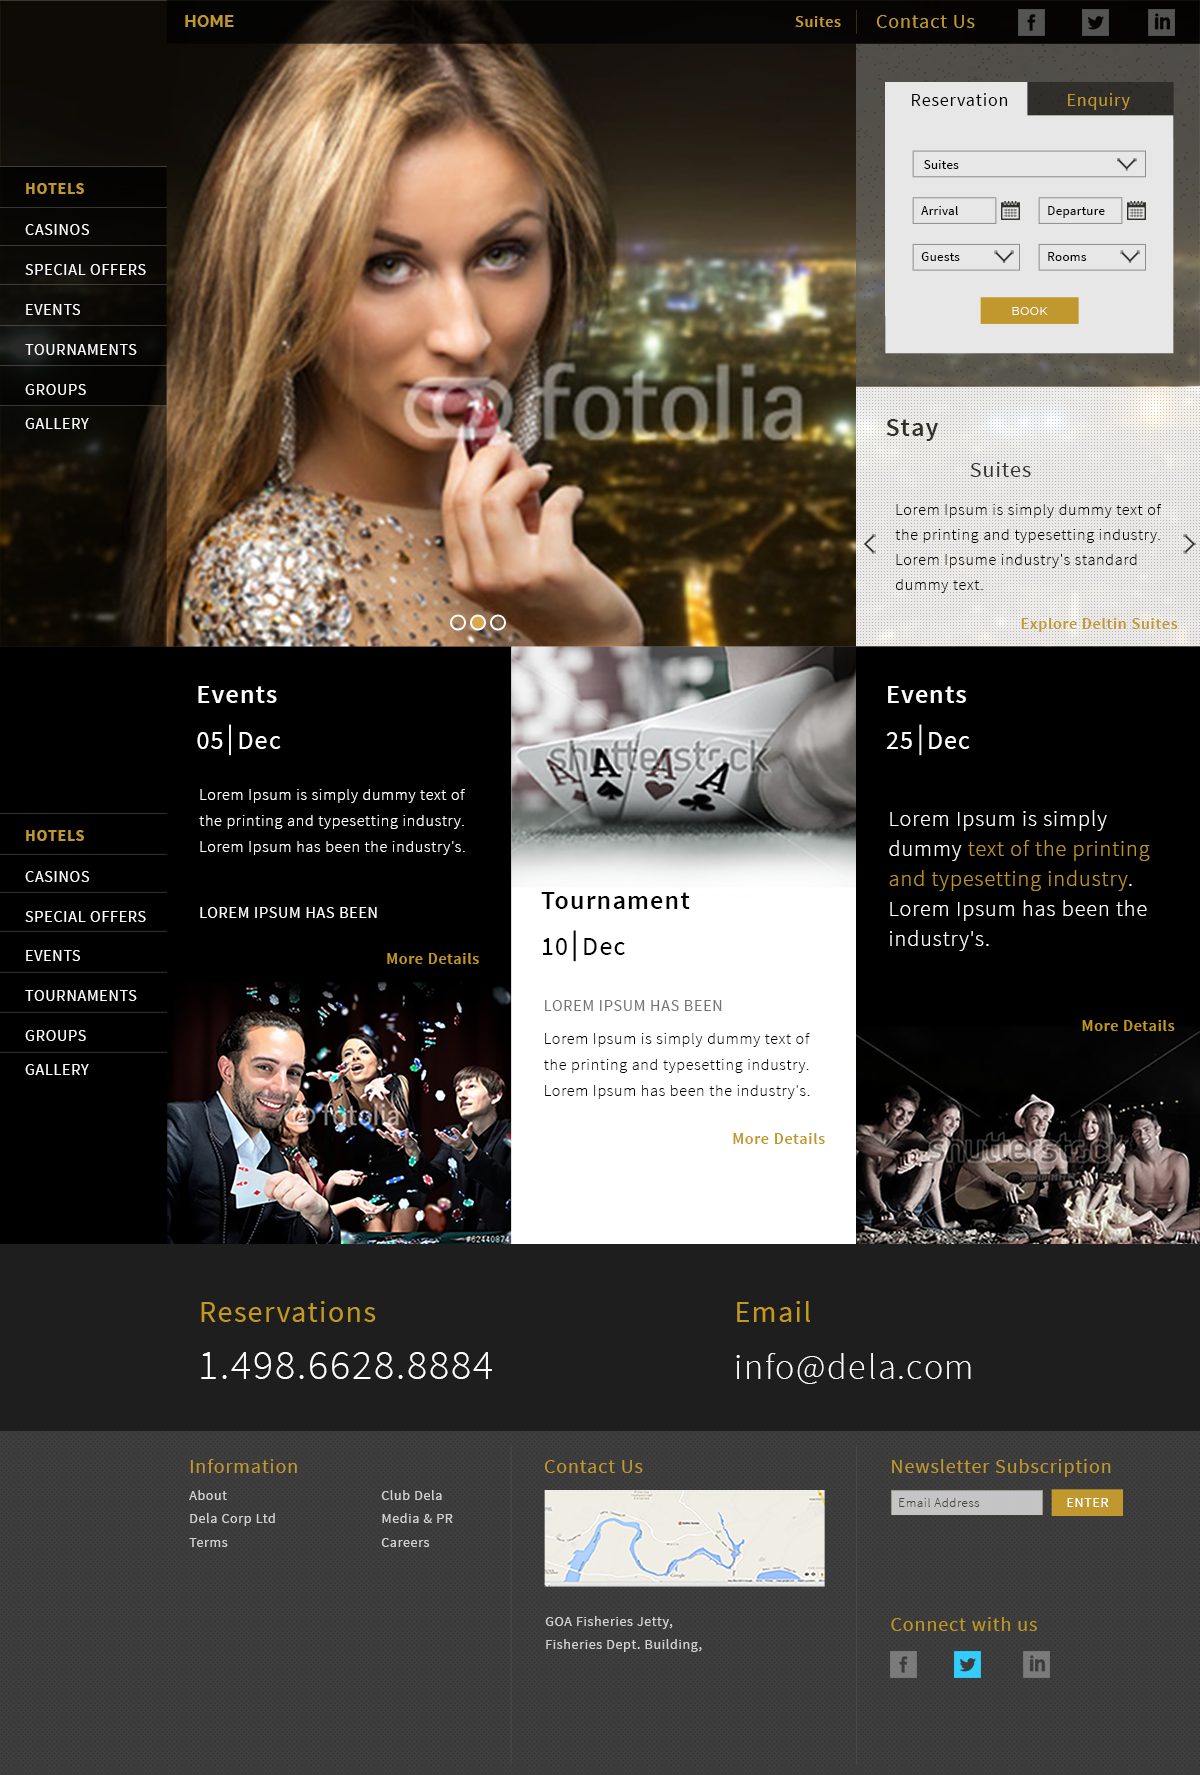 HOME
Suites
Contact Us
f
in
HOTELS
CASINOS
SPECIAL OFFERS
EVENTS
TOURNAMENTS
GROUPS
GALLERY
© fotolia
Reservation
Enquiry
Suites
Arrival
Departure
Guests
Rooms
BOOK
Stay
Suites
Lorem Ipsum is simply dummy text of
the printing and typesetting industry.
Lorem Ipsume industry's standard
dummy text.
Explore Deltin Suites
HOTELS
CASINOS
SPECIAL OFFERS
EVENTS
TOURNAMENTS
GROUPS
GALLERY
Events
05|Dec
Lorem Ipsum is simply dummy text of
the printing and typesetting industry.
Lorem Ipsum has been the industry's.
LOREM IPSUM HAS BEEN
More Details
© fotolia
#62440874
shutterstock
A A A A
Tournament
10|Dec
LOREM IPSUM HAS BEEN
Lorem Ipsum is simply dummy text of
the printing and typesetting industry.
Lorem Ipsum has been the industry's.
More Details
Events
25|Dec
Lorem Ipsum is simply
dummy text of the printing
and typesetting industry.
Lorem Ipsum has been the
industry's.
More Details
shutterstock
Reservations
1.498.6628.8884
Email
info@dela.com
Information
About
Dela Corp Ltd
Terms
Club Dela
Media & PR
Careers
Contact Us
Google
GOA Fisheries Jetty,
Fisheries Dept. Building,
Newsletter Subscription
Email Address
ENTER
Connect with us
f
in